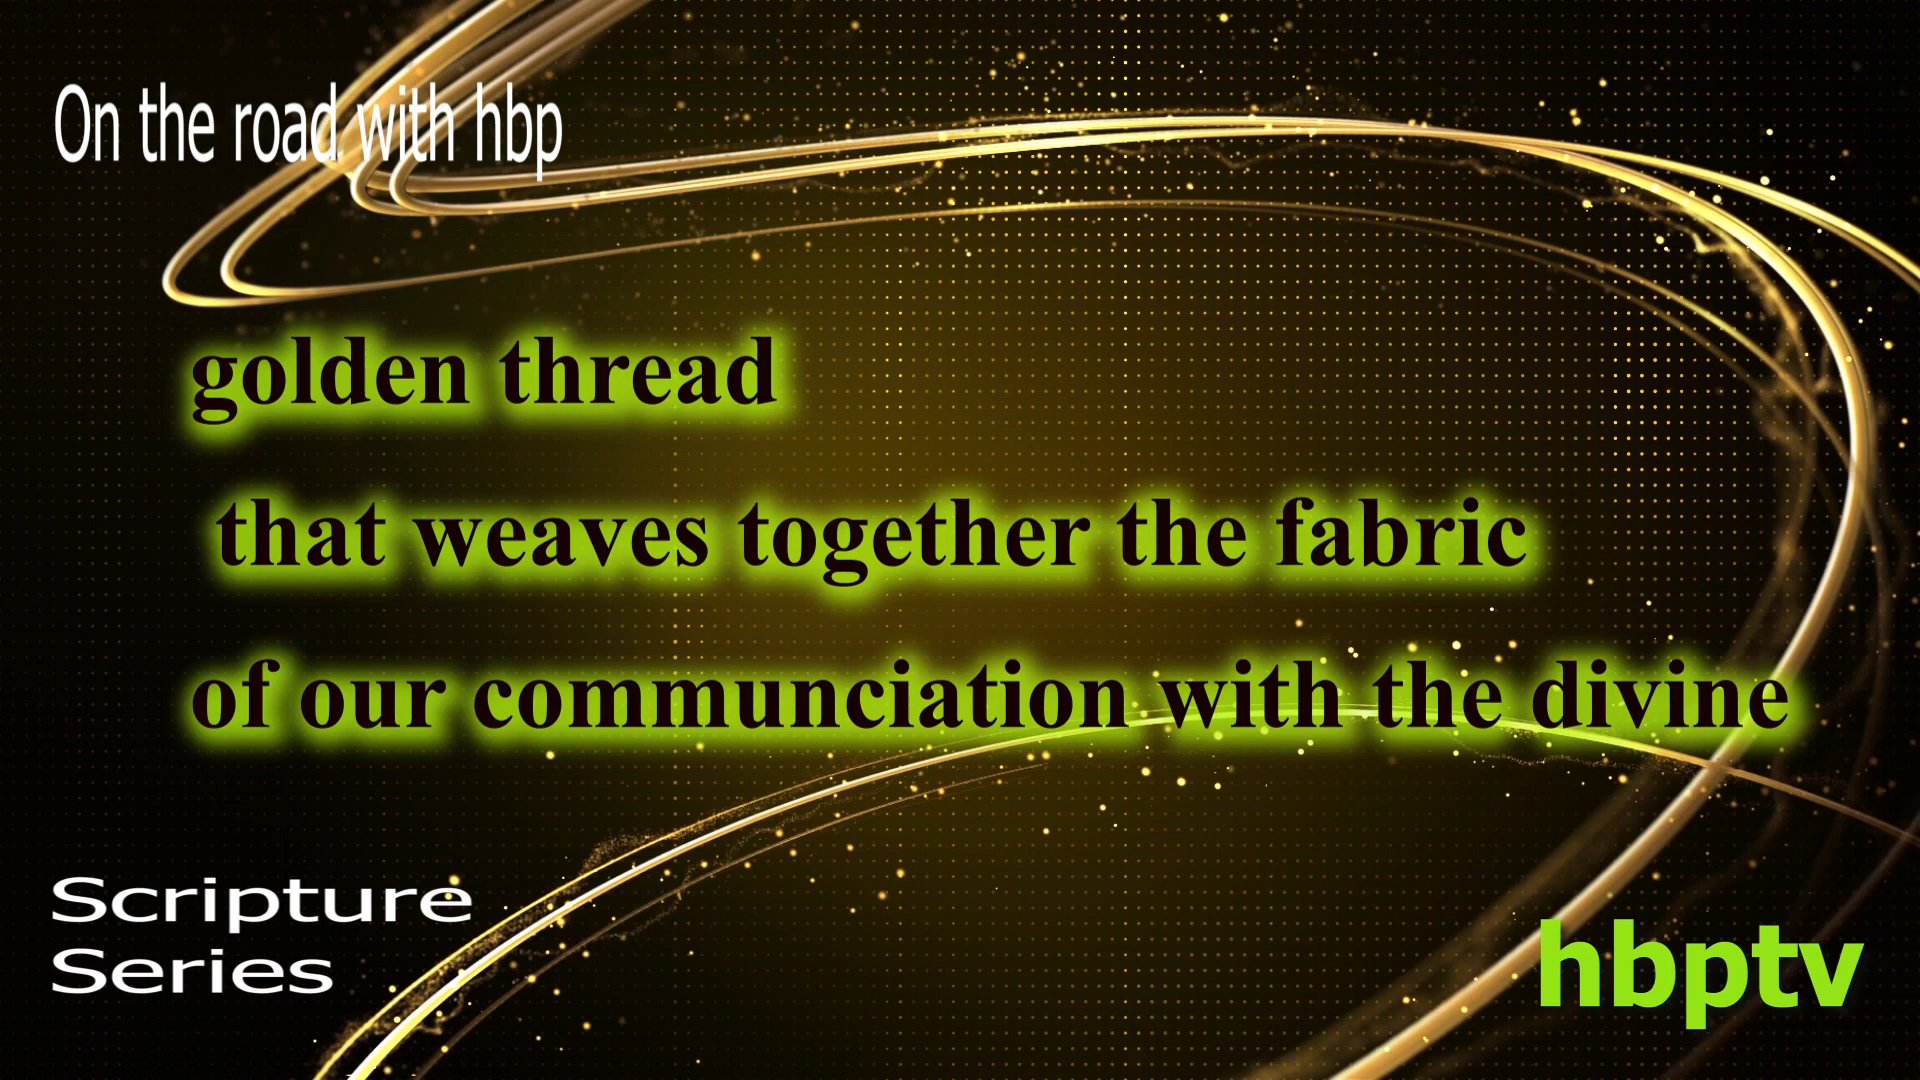 On the road with hbp
golden thread
that weaves together the fabric
of our communciation with the divine
Scripture
Series
hbptv